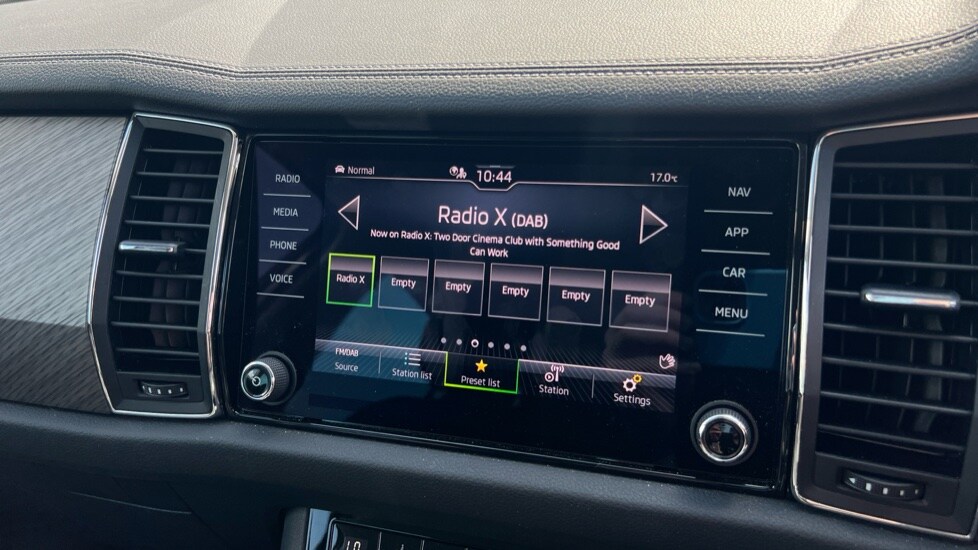 RADIO
MEDIA
PHONE
VOICE
Normal
10:44
17.0°C
Radio X (DAB)
Now on Radio X: Two Door Cinema Club with Something Good
Can Work
Radio X
Empty
Empty
Empty
Empty
Empty
FM/DAB
Source
Station list
Preset list
Station
Settings
NAV
APP
CAR
MENU